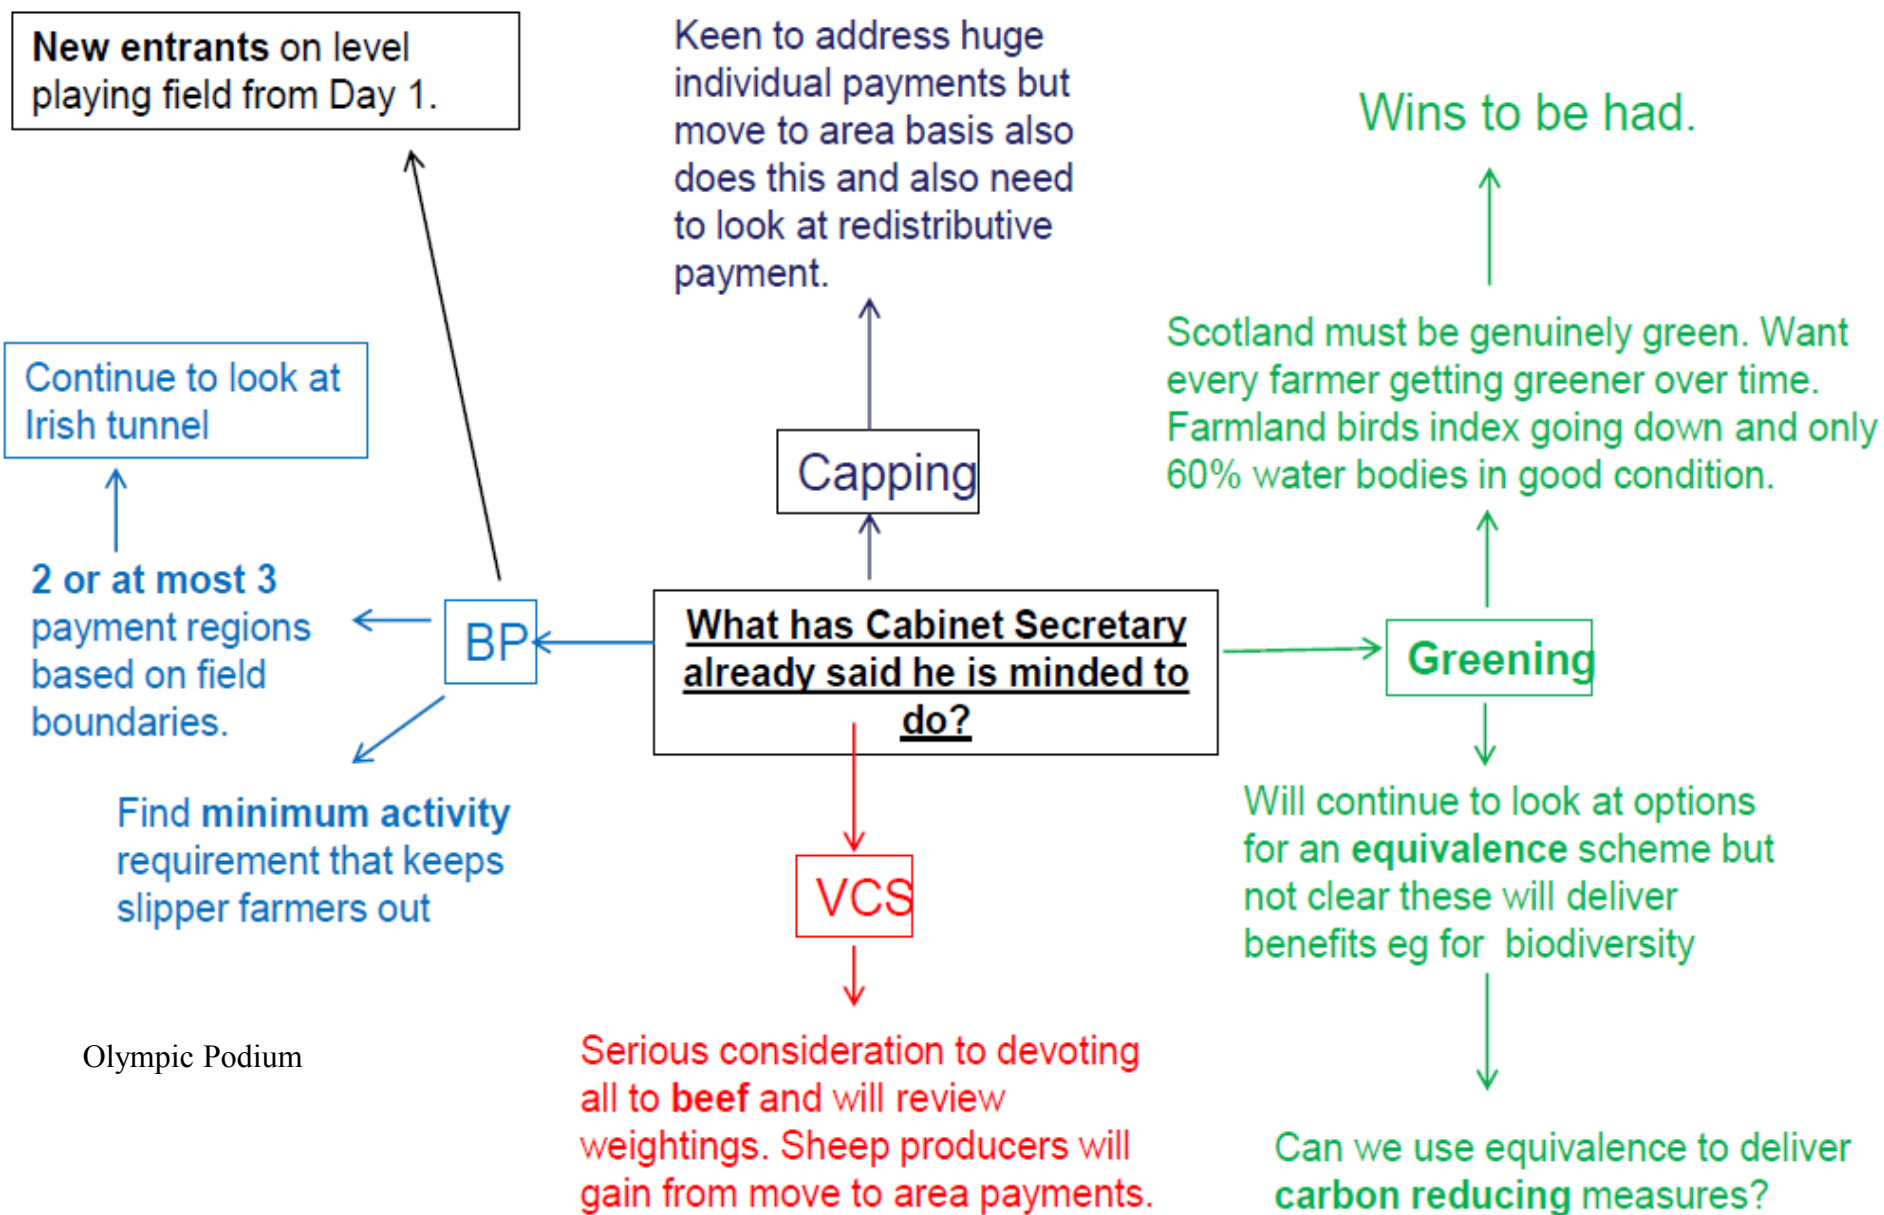 New entrants on level
playing field from Day 1.
Keen to address huge
individual payments but
move to area basis also
does this and also need
to look at redistributive
payment.
Wins to be had.
Continue to look at
Irish tunnel
Capping
Scotland must be genuinely green. Want
every farmer getting greener over time.
Farmland birds index going down and only
60% water bodies in good condition.
2 or at most 3
payment regions
based on field
boundaries.
BP
What has Cabinet Secretary
already said he is minded to
do?
Greening
Find minimum activity
requirement that keeps
slipper farmers out
VCS
Will continue to look at options
for an equivalence scheme but
not clear these will deliver
benefits eg for biodiversity
Olympic Podium
Serious consideration to devoting
all to beef and will review
weightings. Sheep producers will
gain from move to area payments.
Can we use equivalence to deliver
carbon reducing measures?